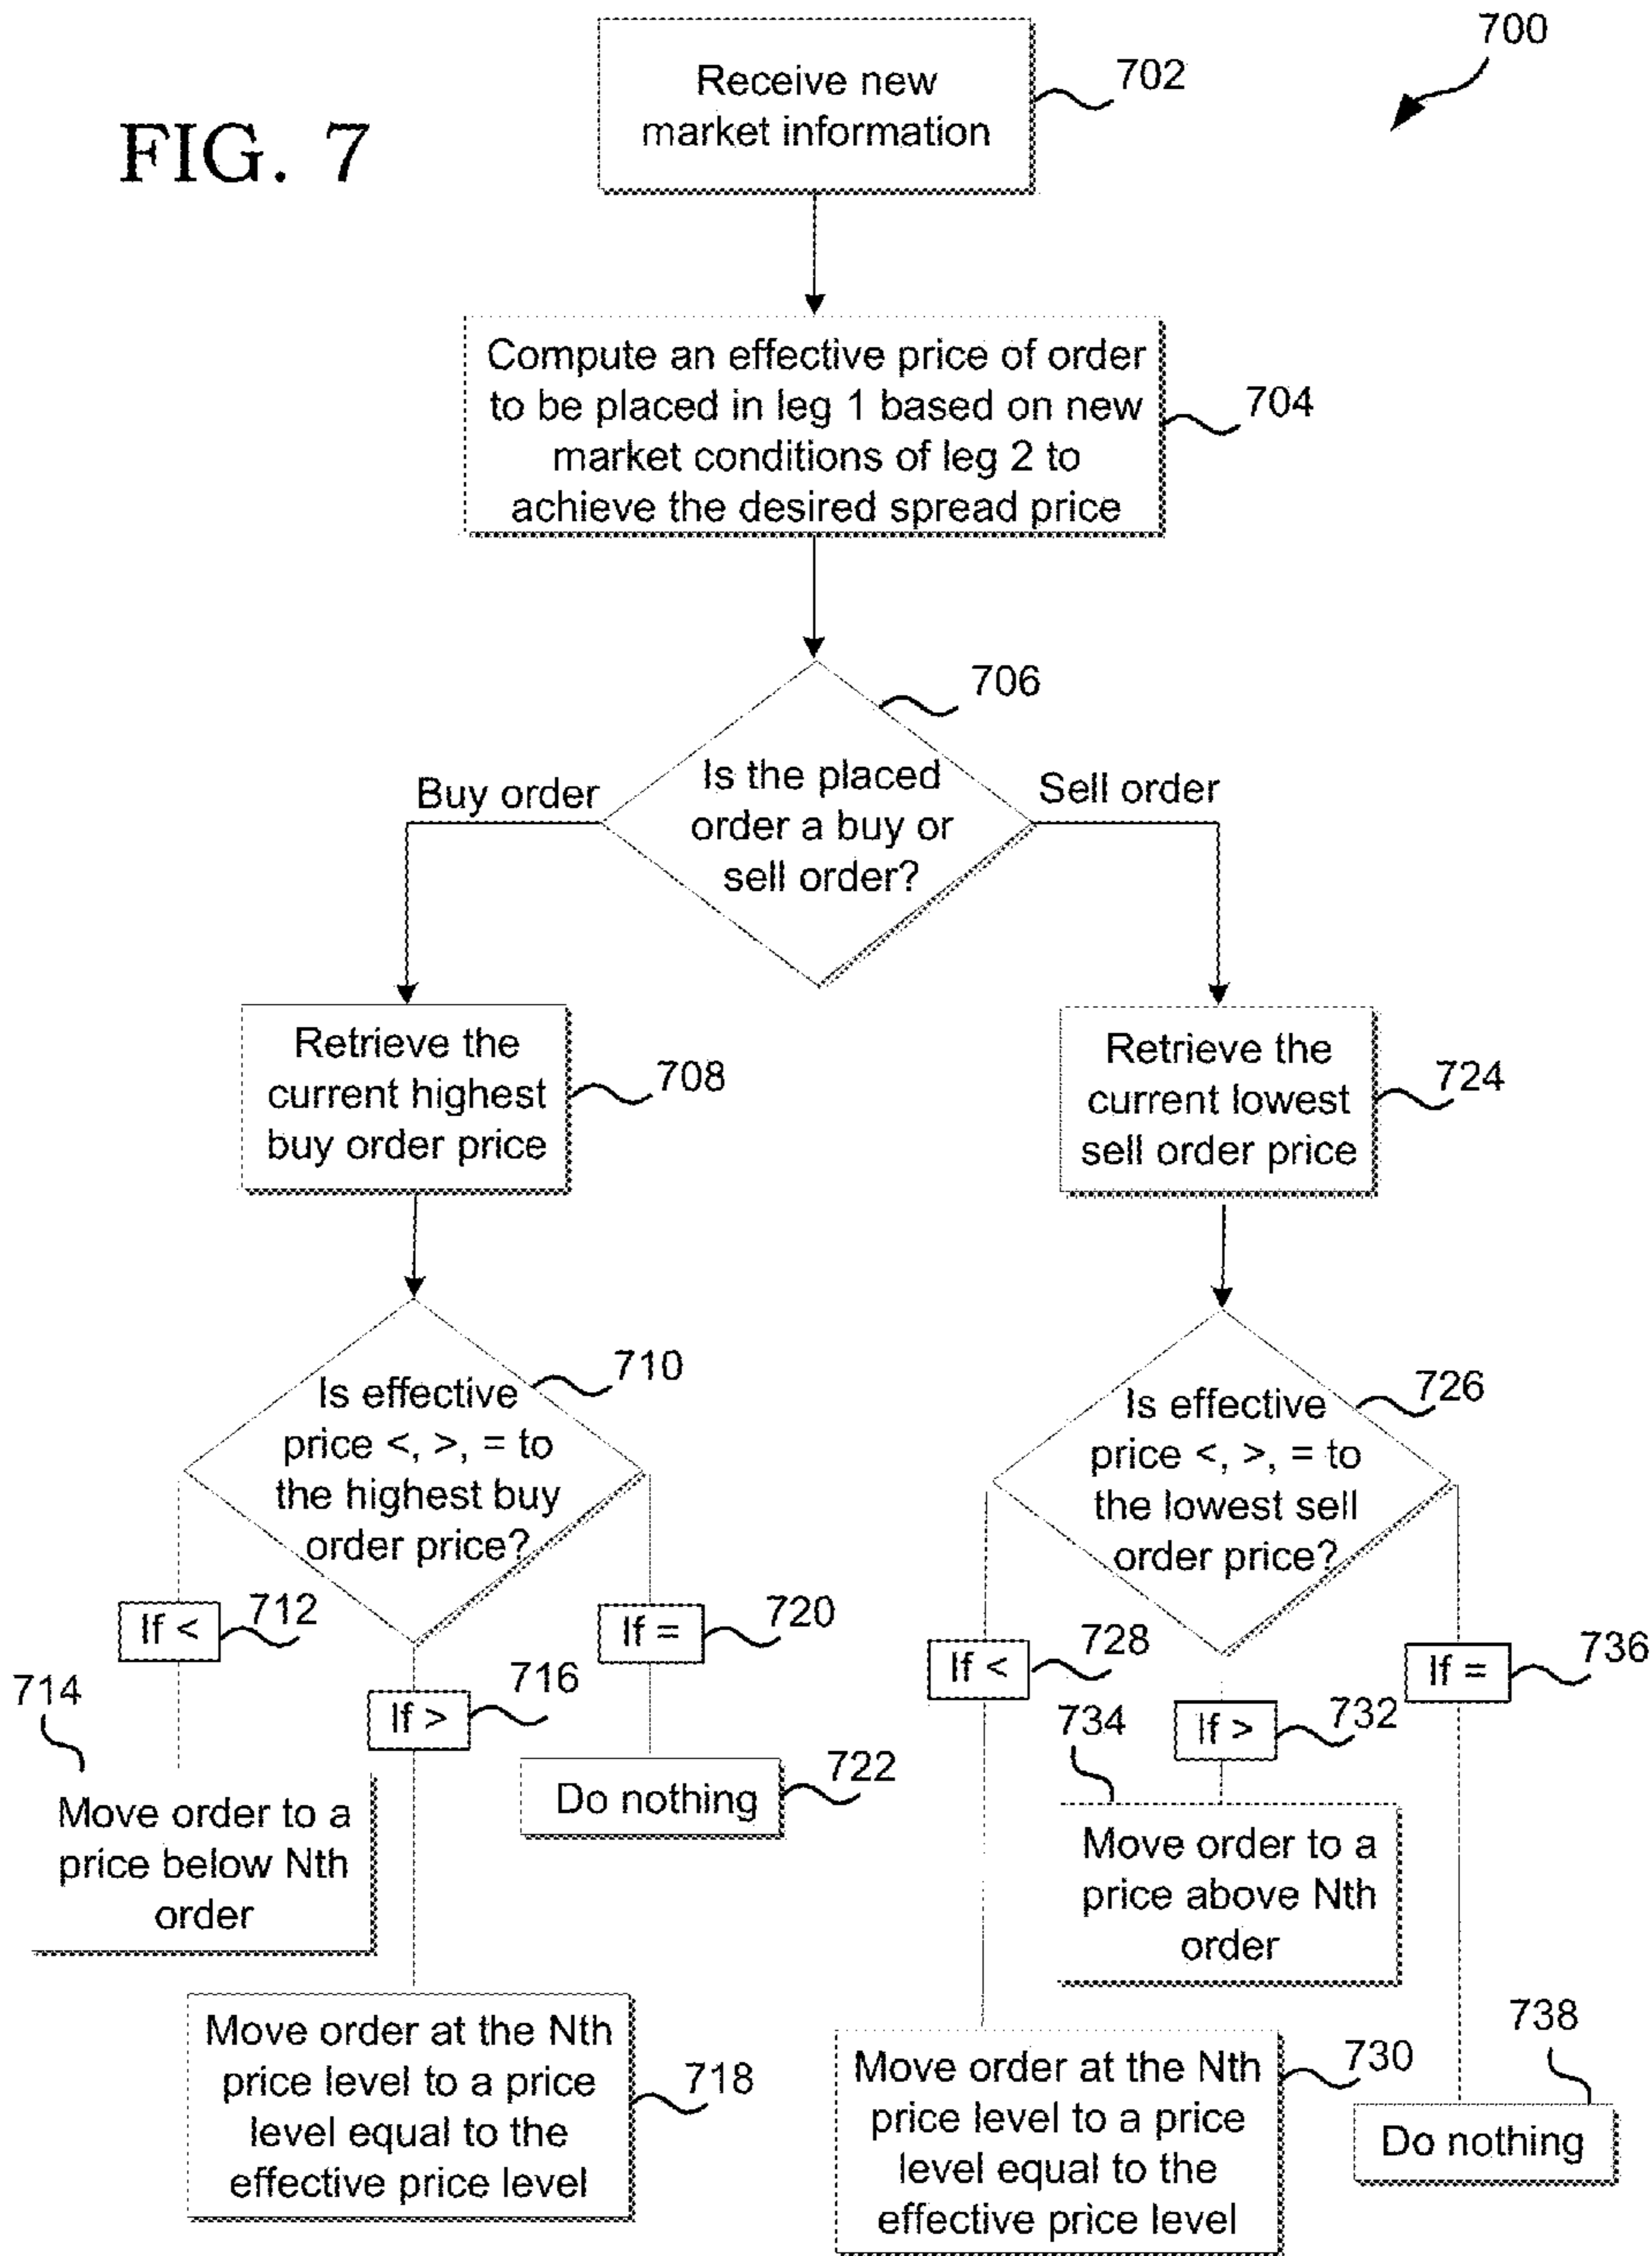 FIG. 7
700
Receive new
market information
702
Compute an effective price of order
to be placed in leg 1 based on new
market conditions of leg 2 to
achieve the desired spread price
704
706
Is the placed
order a buy or
sell order?
Buy order
Sell order
Retrieve the
current highest
buy order price
708
Retrieve the
current lowest
sell order price
724
Is effective
price <, >, = to
the highest buy
order price?
710
Is effective
price <, >, = to
the lowest sell
order price?
726
If <
712
If >
716
If =
720
714
Move order to a
price below Nth
order
Do nothing
722
Move order at the Nth
price level to a price
level equal to the
effective price level
718
If <
728
If >
732
If =
736
734
Move order to a
price above Nth
order
Move order at the Nth
price level to a price
level equal to the
effective price level
730
738
Do nothing